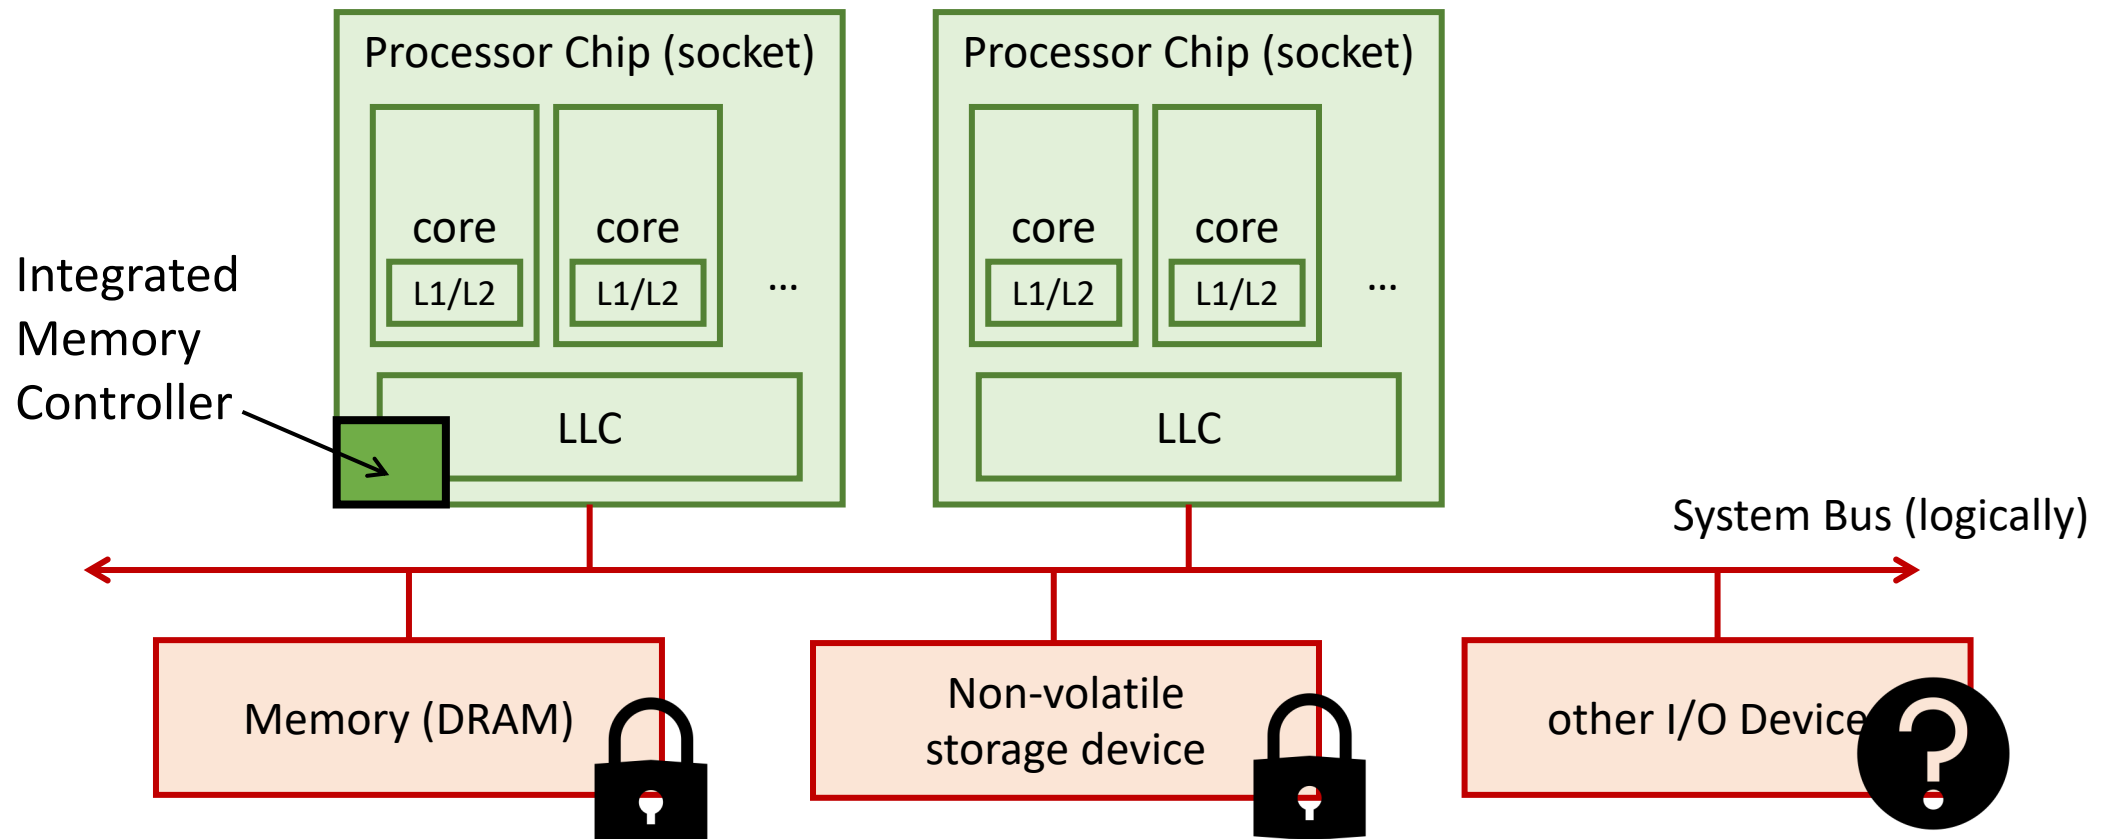 Processor Chip (socket)
core
L1/L2
core
L1/L2
...
LLC
Processor Chip (socket)
core
L1/L2
core
L1/L2
...
LLC
Integrated
Memory
Controller
System Bus (logically)
Memory (DRAM)
Non-volatile
storage device
other I/O Device
?